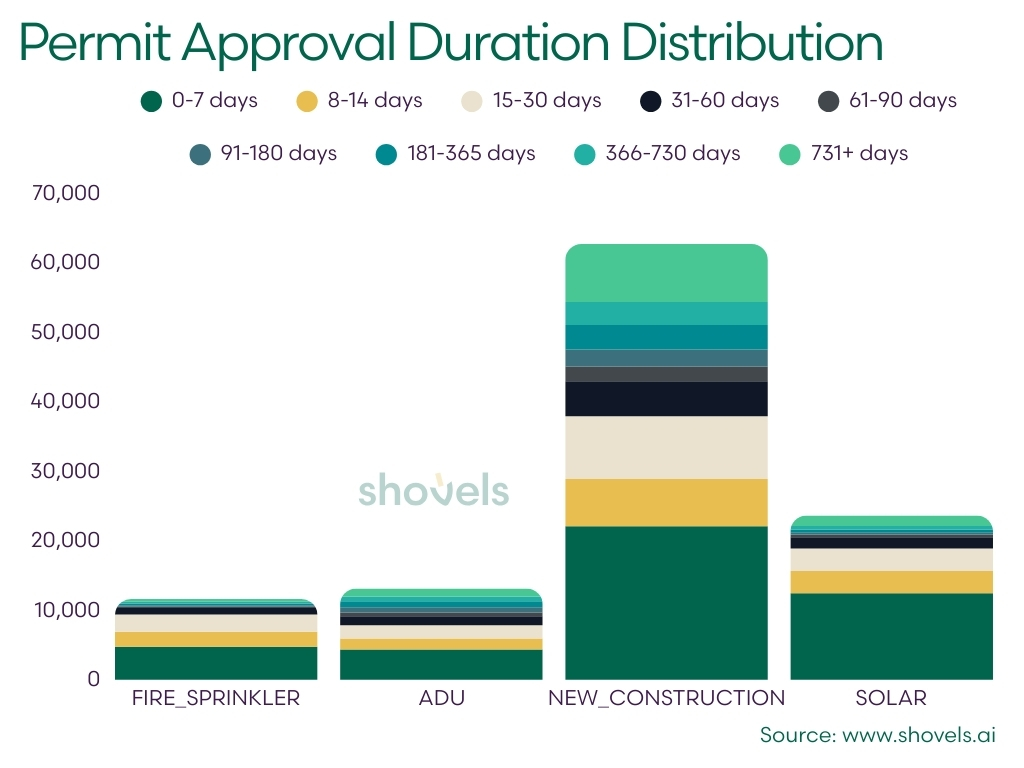 Permit Approval Duration Distribution
0-7 days 8-14 days 15-30 days 31-60 days 61-90 days
91-180 days 181-365 days 366-730 days 731+ days
70,000
60,000
50,000
40,000
30,000
20,000
10,000
0
shovels
FIRE_SPRINKLER ADU NEW_CONSTRUCTION SOLAR
Source: www.shovels.ai